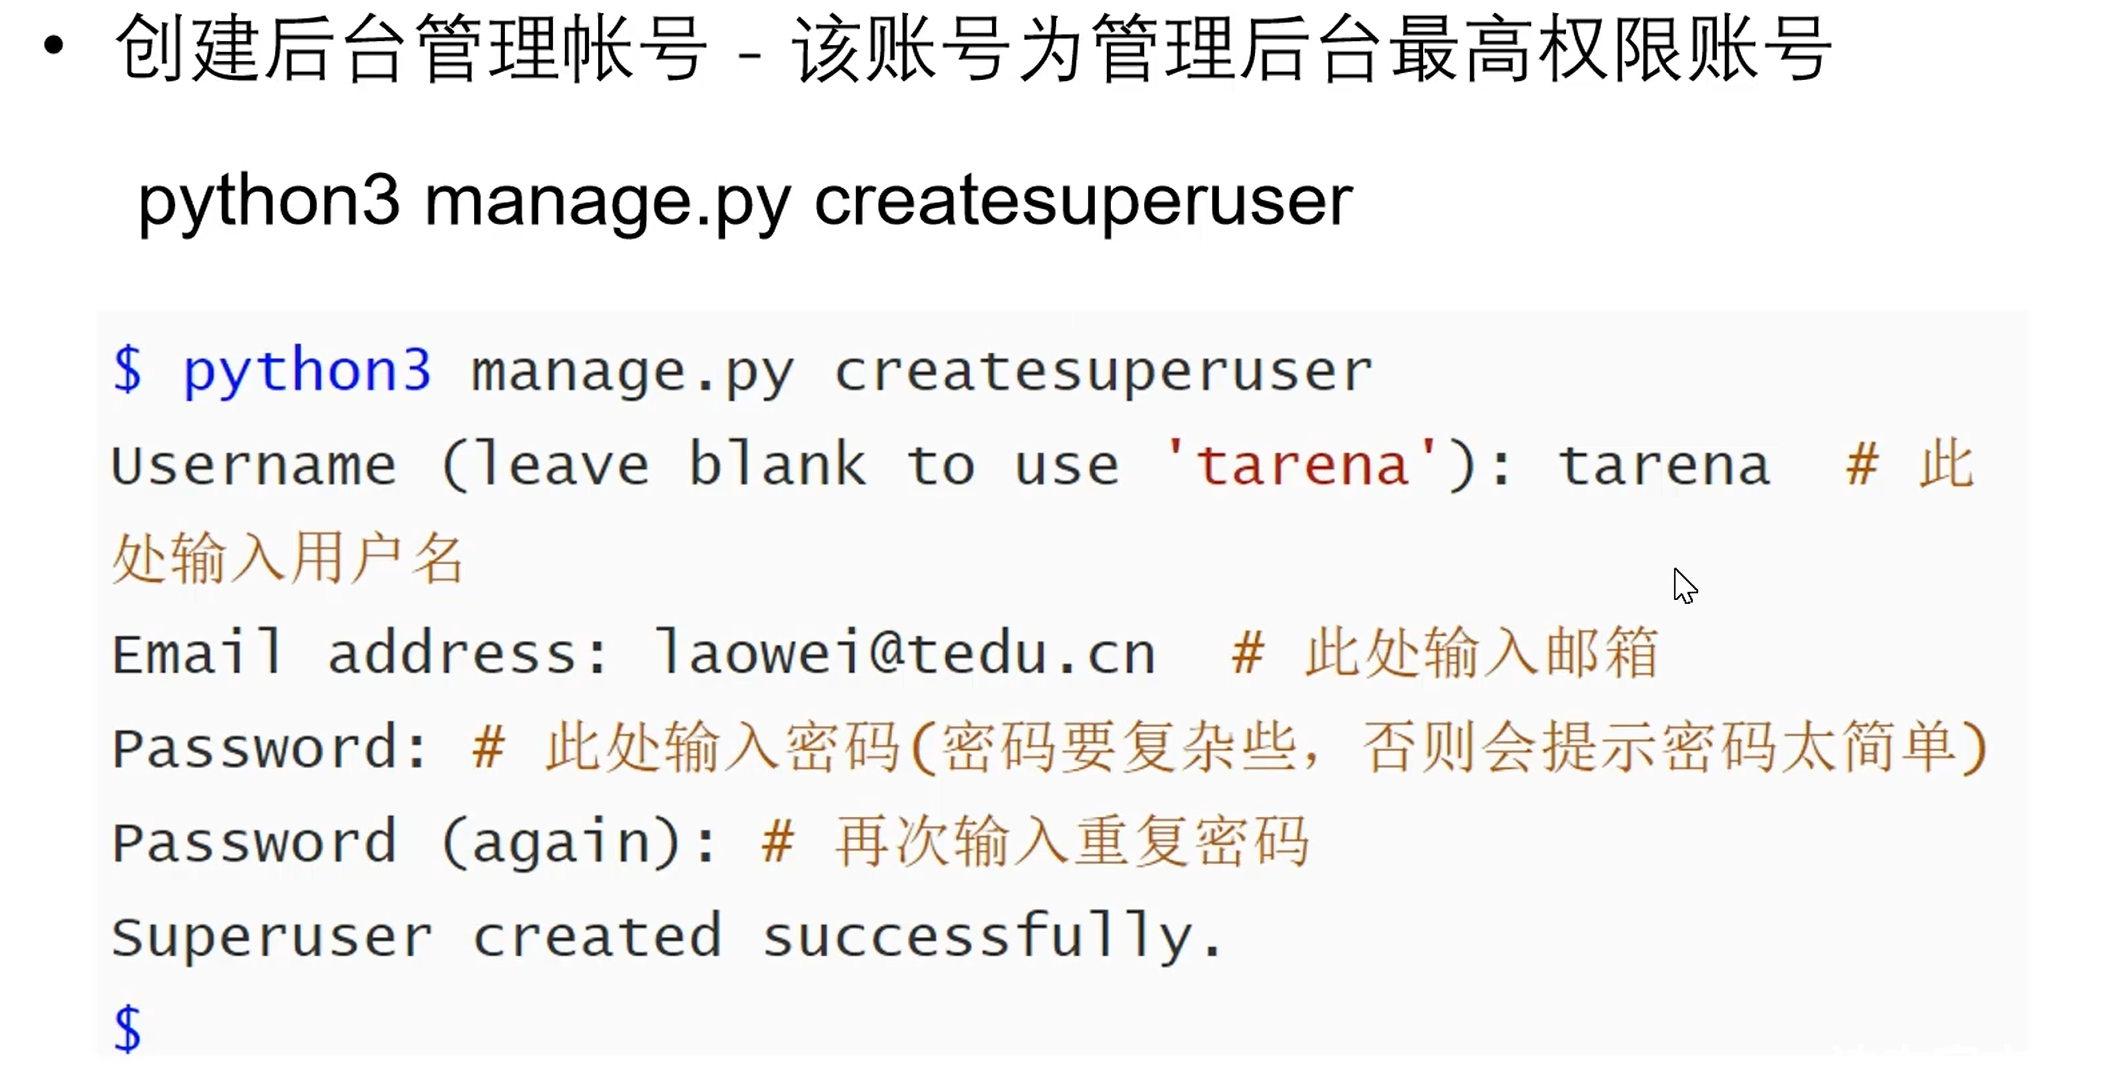 • 创建后台管理帐号 - 该账号为管理后台最高权限账号
python3 manage.py createsuperuser
$ python3 manage.py createsuperuser
Username (leave blank to use 'tarena'): tarena  # 此
处输入用户名
Email address: laowei@tedu.cn  # 此处输入邮箱
Password: # 此处输入密码(密码要复杂些，否则会提示密码太简单)
Password (again): # 再次输入重复密码
Superuser created successfully.
$